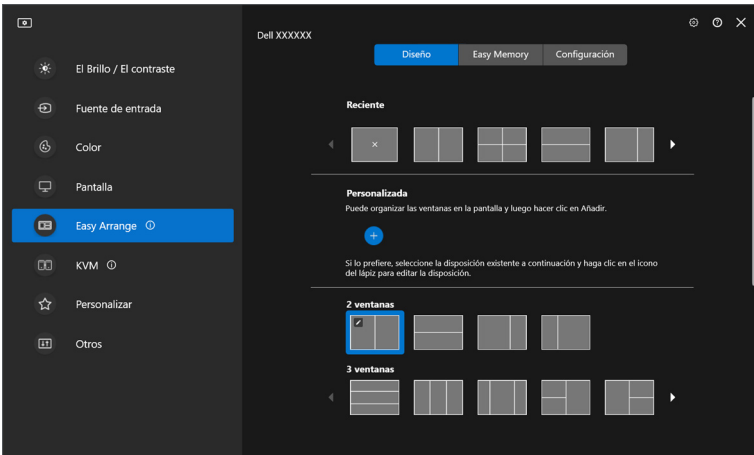 Dell XXXXXX
Diseño
Easy Memory
Configuración
El Brillo / El contraste
Fuente de entrada
Color
Pantalla
Easy Arrange
KVM
Personalizar
Otros
Reciente
Personalizada
Puede organizar las ventanas en la pantalla y luego hacer clic en Añadir.
Si lo prefiere, seleccione la disposición existente a continuación y haga clic en el icono
del lápiz para editar la disposición.
2 ventanas
3 ventanas